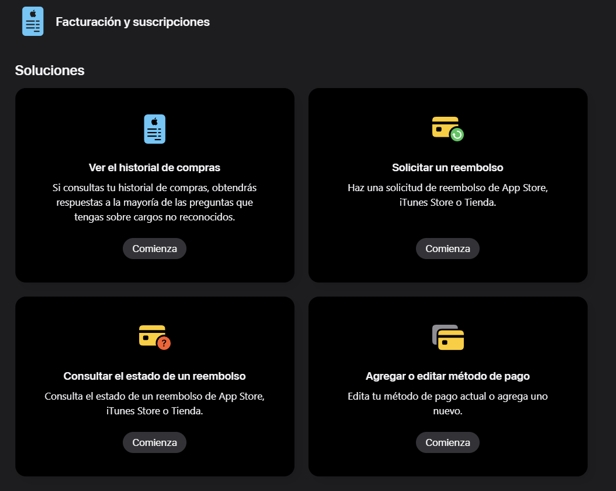 Facturación y suscripciones
Soluciones
Ver el historial de compras
Si consultas tu historial de compras, obtendrás
respuestas a la mayoría de las preguntas que
tengas sobre cargos no reconocidos.
Comienza
Solicitar un reembolso
Haz una solicitud de reembolso de App Store,
iTunes Store o Tienda.
Comienza
?
Consultar el estado de un reembolso
Consulta el estado de un reembolso de App Store,
iTunes Store o Tienda.
Comienza
Agregar o editar método de pago
Edita tu método de pago actual o agrega uno
nuevo.
Comienza